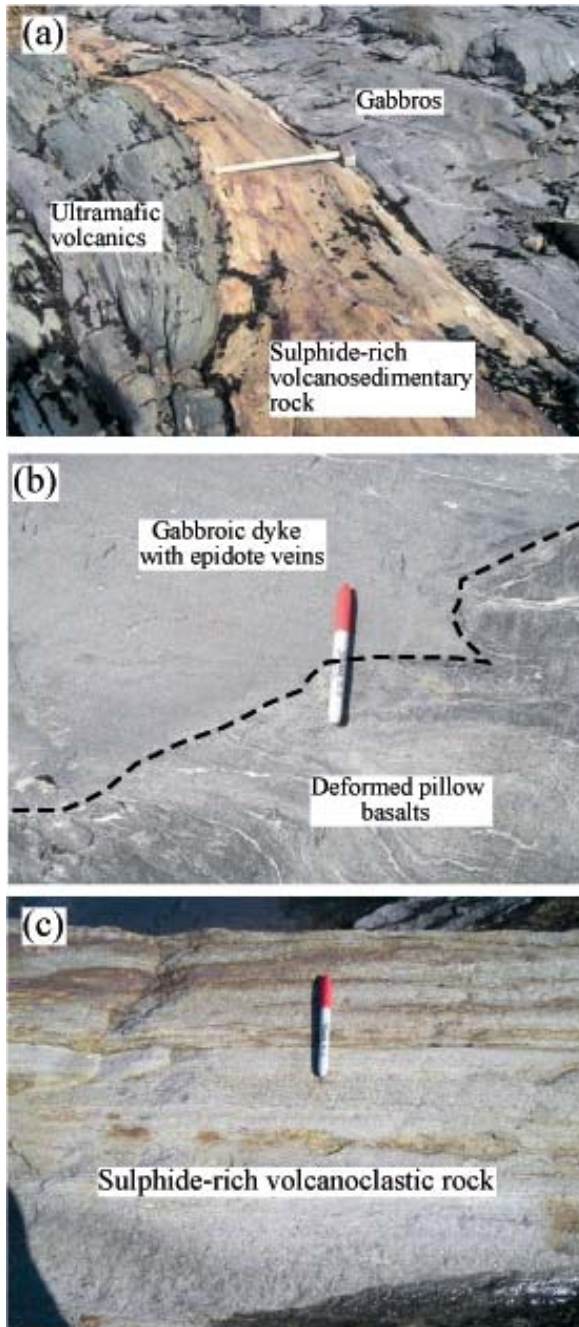 (a)
Gabbros
Ultramafic
volcanics
Sulphide-rich
volcanosedimentary
rock
(b)
Gabbroic dyke
with epidote veins
Deformed pillow
basalts
(c)
Sulphide-rich volcanoclastic rock